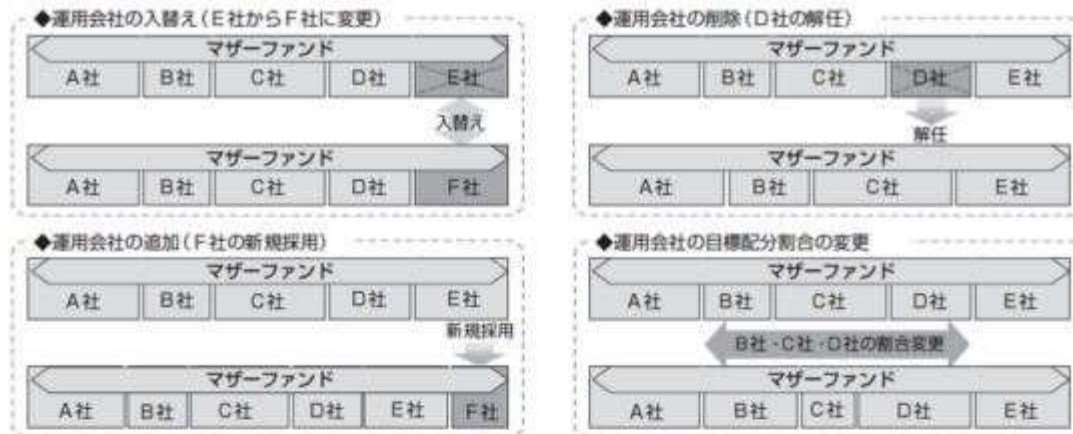 ◆運用会社の入替え(E社からF社に変更)
マザーファンド
A社 B社 C社 D社 E社
入替え
マザーファンド
A社 B社 C社 D社 F社
◆運用会社の削除(D社の解任)
マザーファンド
A社 B社 C社 D社 E社
解任
マザーファンド
A社 B社 C社 E社
◆運用会社の追加(F社の新規採用)
マザーファンド
A社 B社 C社 D社 E社
新規採用
マザーファンド
A社 B社 C社 D社 E社 F社
◆運用会社の目標配分割合の変更
マザーファンド
A社 B社 C社 D社 E社
B社・C社・D社の割合変更
マザーファンド
A社 B社 C社 D社 E社